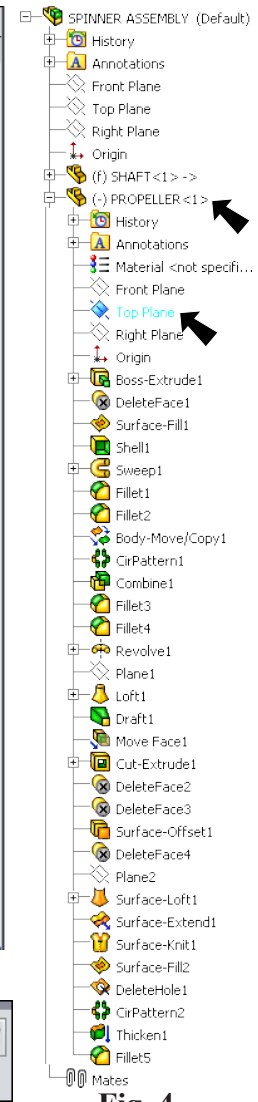 SPINNER ASSEMBLY (Default)
History
Annotations
Front Plane
Top Plane
Right Plane
Origin
(f) SHAFT<1> ->
(-) PROPELLER<1>
History
Annotations
Material <not specifi...
Front Plane
Top Plane
Right Plane
Origin
Boss-Extrude1
DeleteFace1
Surface-Fill1
Shell1
Sweep1
Fillet1
Fillet2
Body-Move/Copy1
CirPattern1
Combine1
Fillet3
Fillet4
Revolve1
Plane1
Loft1
Draft1
Move Face1
Cut-Extrude1
DeleteFace2
DeleteFace3
Surface-Offset1
DeleteFace4
Plane2
Surface-Loft1
Surface-Extend1
Surface-Knit1
Surface-Fill2
DeleteHole1
CirPattern2
Thicken1
Fillet5
Mates
Fig. 4